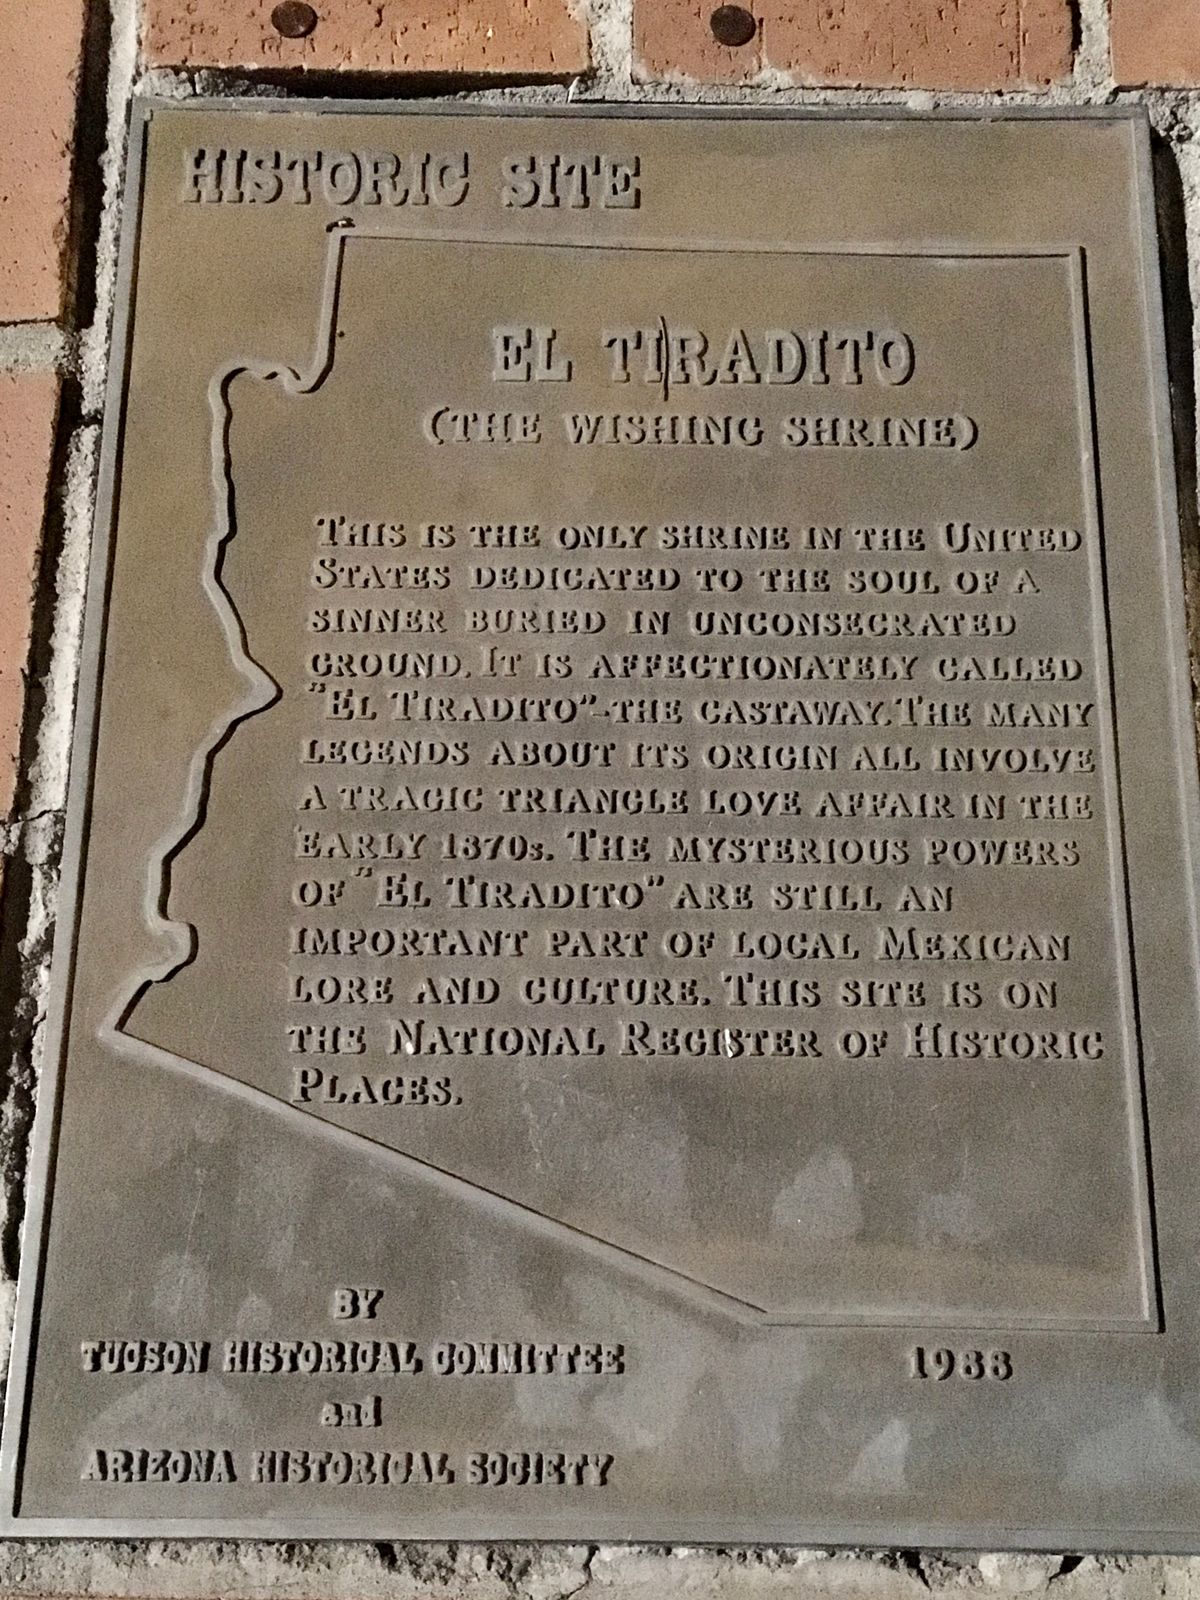 HISTORIC SITE
EL TIRADITO
(THE WISHING SHRINE)
THIS IS THE ONLY SHRINE IN THE UNITED
STATES DEDICATED TO THE SOUL OF A
SINNER BURIED IN UNCONSECRATED
GROUND. IT IS AFFECTIONATELY CALLED
"EL TIRADITO"-THE CASTAWAY. THE MANY
LEGENDS ABOUT ITS ORIGIN ALL INVOLVE
A TRAGIC TRIANGLE LOVE AFFAIR IN THE
EARLY 1870s. THE MYSTERIOUS POWERS
OF "EL TIRADITO" ARE STILL AN
IMPORTANT PART OF LOCAL MEXICAN
LORE AND CULTURE. THIS SITE IS ON
THE NATIONAL REGISTER OF HISTORIC
PLACES.
BY
TUCSON HISTORICAL COMMITTEE
and
ARIZONA HISTORICAL SOCIETY
1988